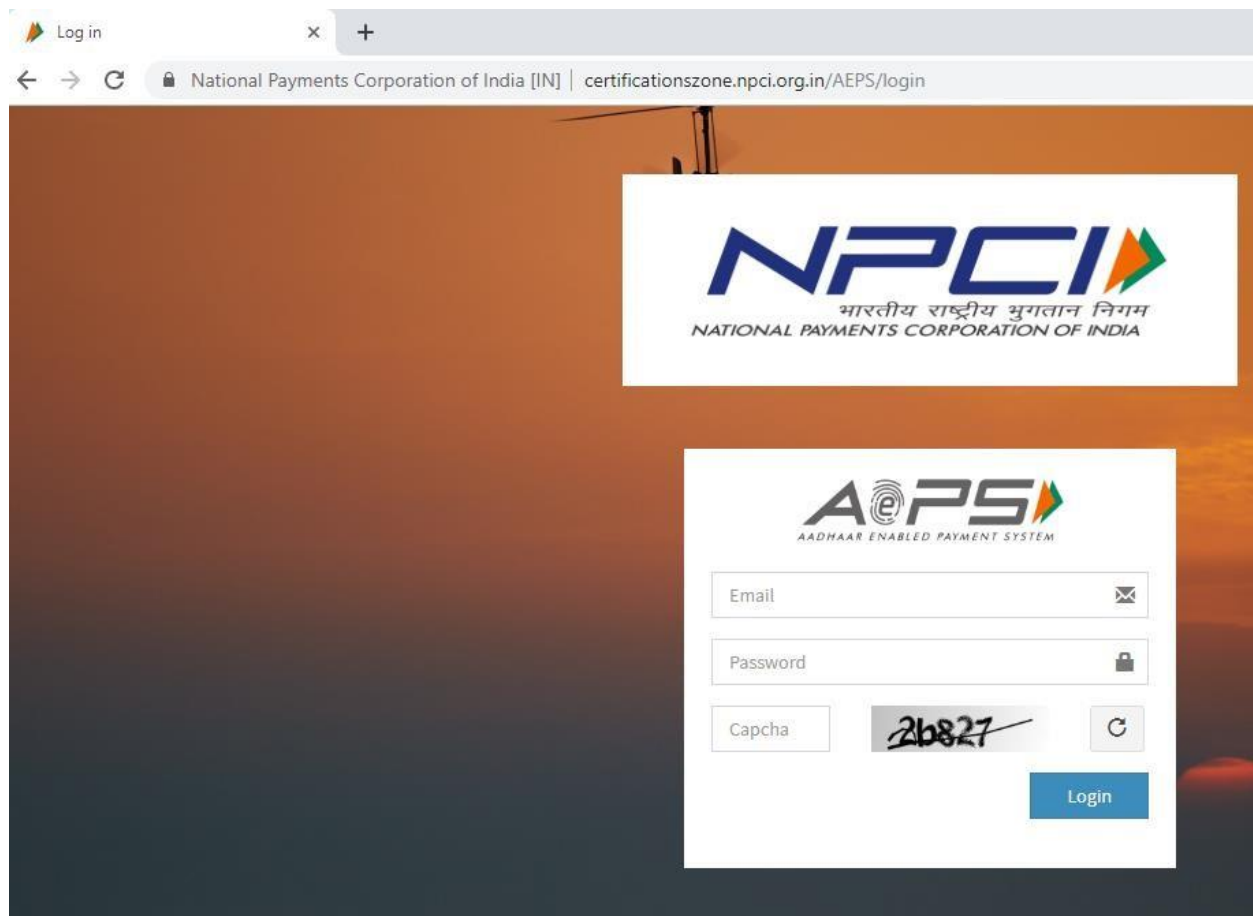 Log in
National Payments Corporation of India [IN] | certificationszone.npci.org.in/AEPS/login
NPCI
भारतीय राष्ट्रीय भुगतान निगम
NATIONAL PAYMENTS CORPORATION OF INDIA
AePS
AADHAAR ENABLED PAYMENT SYSTEM
Email
Password
Capcha 2b827
Login